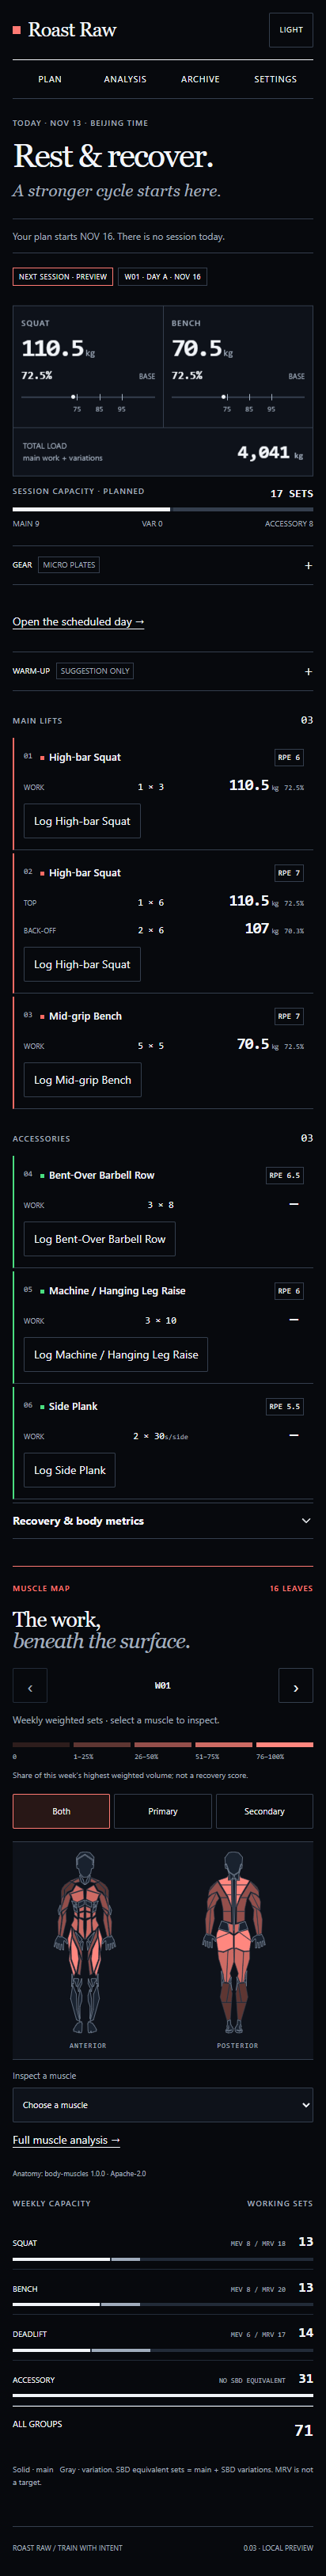 Roast Raw
LIGHT
PLAN ANALYSIS ARCHIVE SETTINGS
TODAY · NOV 13 · BEIJING TIME
Rest & recover.
A stronger cycle starts here.
Your plan starts NOV 16. There is no session today.
NEXT SESSION · PREVIEW W01 · DAY A · NOV 16
SQUAT BENCH
110.5 kg 70.5 kg
72.5% BASE 72.5% BASE
75 85 95 75 85 95
TOTAL LOAD
main work + variations
4,041 kg
SESSION CAPACITY · PLANNED 17 SETS
MAIN 9 VAR 0 ACCESSORY 8
GEAR MICRO PLATES +
Open the scheduled day →
WARM-UP SUGGESTION ONLY +
MAIN LIFTS 03
01 High-bar Squat RPE 6
WORK 1 × 3 110.5 kg 72.5%
Log High-bar Squat
02 High-bar Squat RPE 7
TOP 1 × 6 110.5 kg 72.5%
BACK-OFF 2 × 6 107 kg 70.3%
Log High-bar Squat
03 Mid-grip Bench RPE 7
WORK 5 × 5 70.5 kg 72.5%
Log Mid-grip Bench
ACCESSORIES 03
04 Bent-Over Barbell Row RPE 6.5
WORK 3 × 8 —
Log Bent-Over Barbell Row
05 Machine / Hanging Leg Raise RPE 6
WORK 3 × 10 —
Log Machine / Hanging Leg Raise
06 Side Plank RPE 5.5
WORK 2 × 30s/side —
Log Side Plank
Recovery & body metrics
MUSCLE MAP 16 LEAVES
The work,
beneath the surface.
‹ W01 ›
Weekly weighted sets · select a muscle to inspect.
0 1–25% 26–50% 51–75% 76–100%
Share of this week's highest weighted volume; not a recovery score.
Both Primary Secondary
ANTERIOR POSTERIOR
Inspect a muscle
Choose a muscle
Full muscle analysis →
Anatomy: body-muscles 1.0.0 · Apache-2.0
WEEKLY CAPACITY WORKING SETS
SQUAT MEV 8 / MRV 18 13
BENCH MEV 8 / MRV 20 13
DEADLIFT MEV 6 / MRV 17 14
ACCESSORY NO SBD EQUIVALENT 31
ALL GROUPS 71
Solid · main Gray · variation. SBD equivalent sets = main + SBD variations. MRV is not
a target.
ROAST RAW / TRAIN WITH INTENT 0.03 · LOCAL PREVIEW